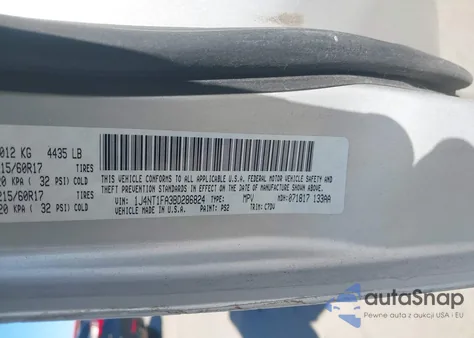 012 KG 4435 LB
15/60R17 TIRES
20 KPA ( 32 PSI) COLD
215/60R17 TIRES
20 KPA ( 32 PSI) COLD
THIS VEHICLE CONFORMS TO ALL APPLICABLE U.S.A. FEDERAL MOTOR VEHICLE SAFETY AND
THEFT PREVENTION STANDARDS IN EFFECT ON THE DATE OF MANUFACTURE SHOWN ABOVE.
VIN: 1J4NT1FA3BD286824 TYPE: MPV MDH: 071817 133AA
VEHICLE MADE IN U.S.A. PAINT: PS2 TRIM: C7DV
autoSnap
Pewne auta z aukcji USA i EU